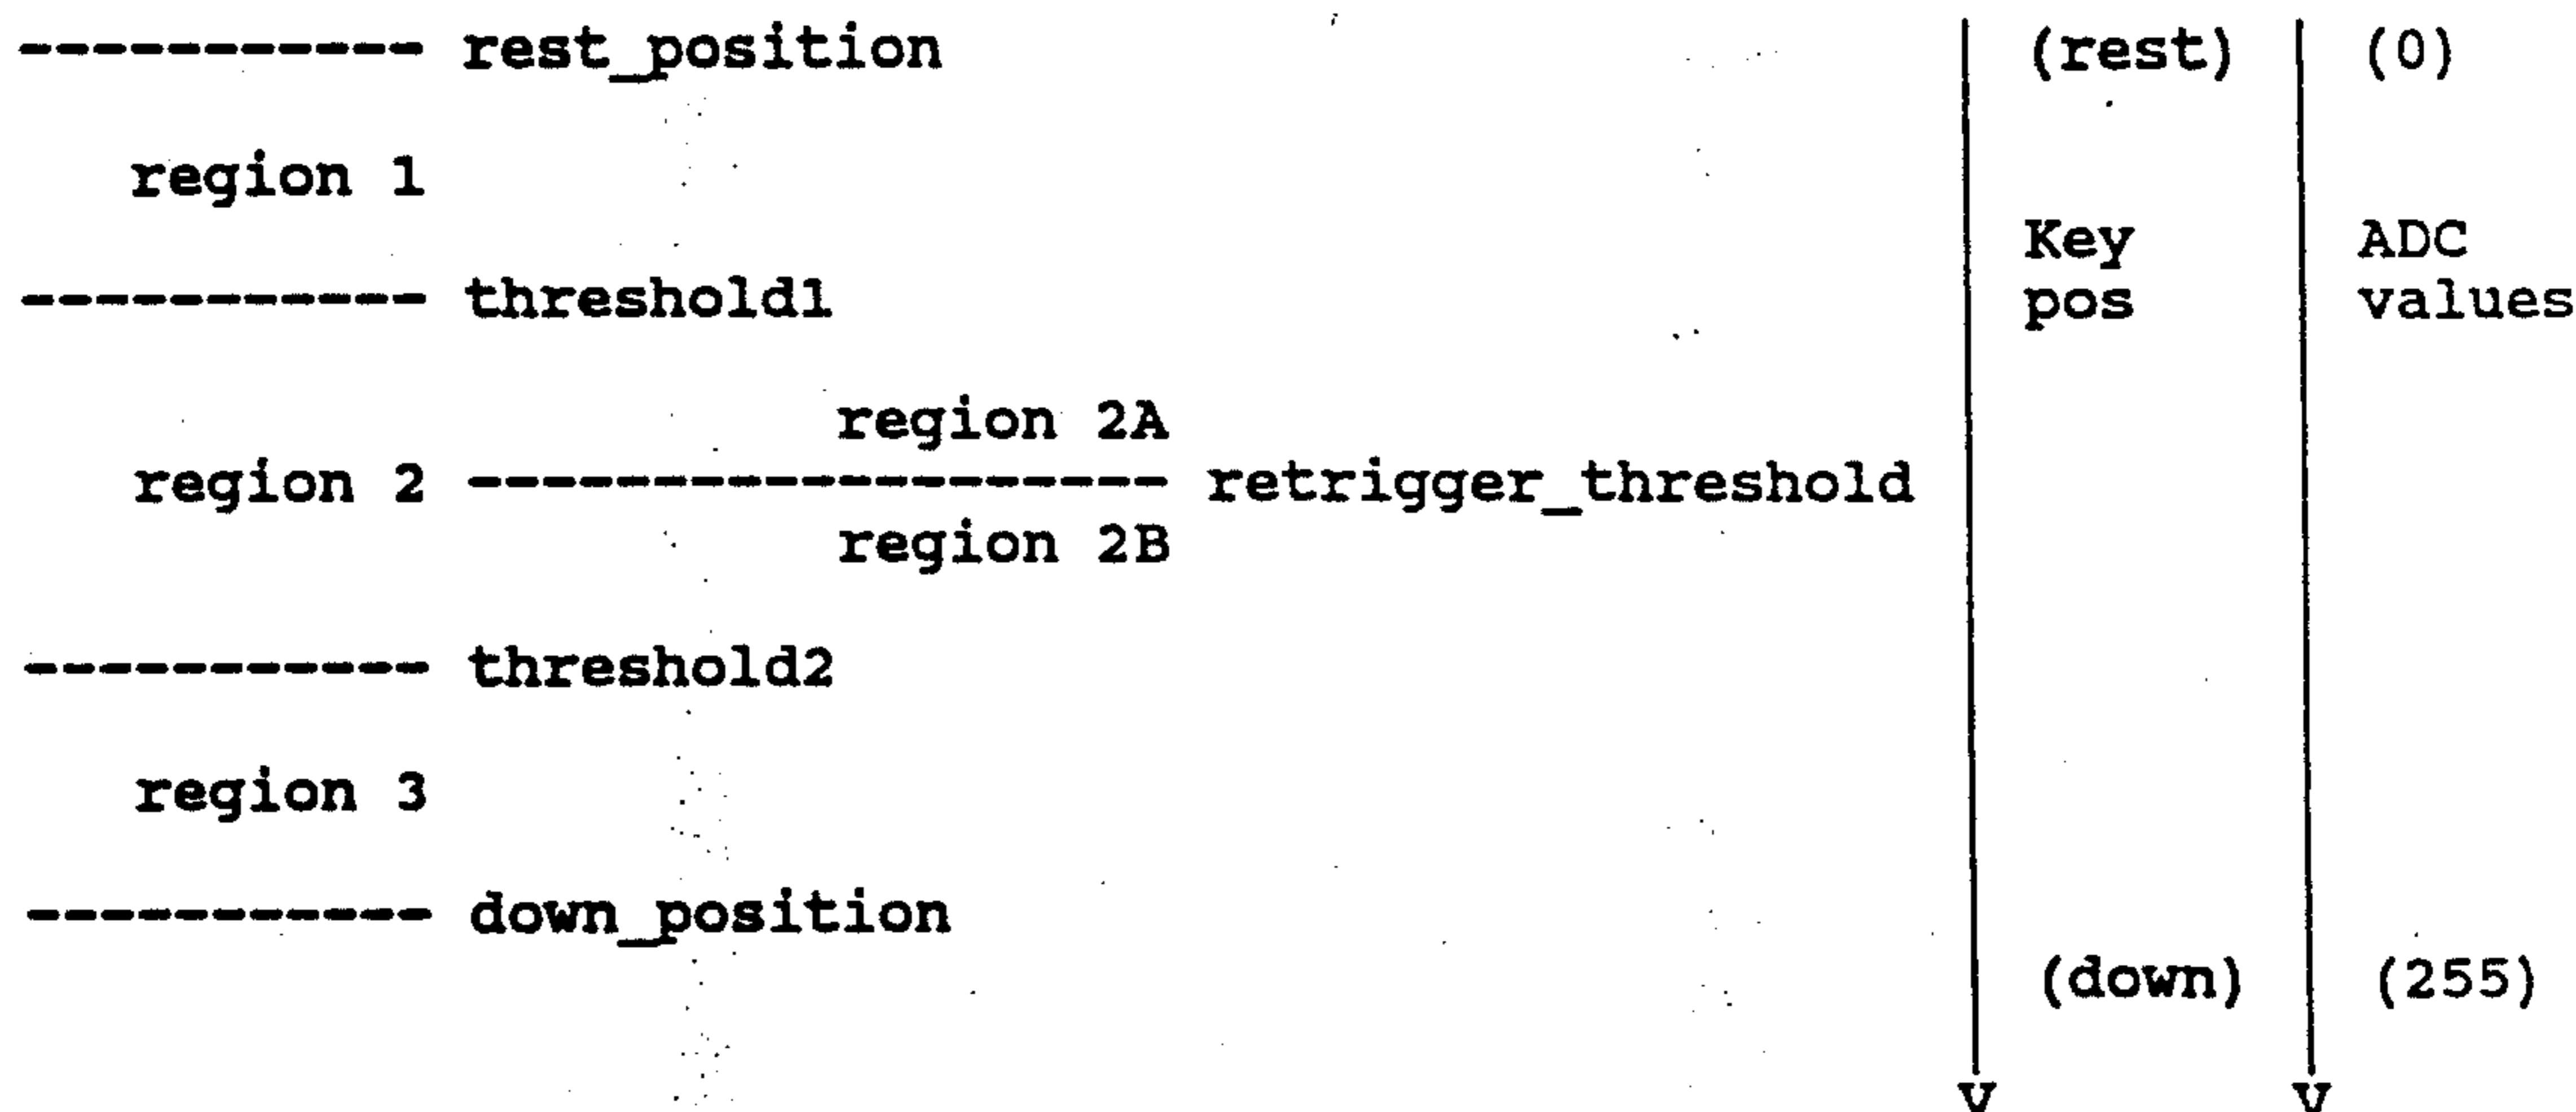 ----------- rest_position (rest) (0)
region 1
Key ADC
----------- threshold1 pos values
region 2A
region 2 ------------------- retrigger_threshold
region 2B
----------- threshold2
region 3
----------- down_position
(down) (255)
v v